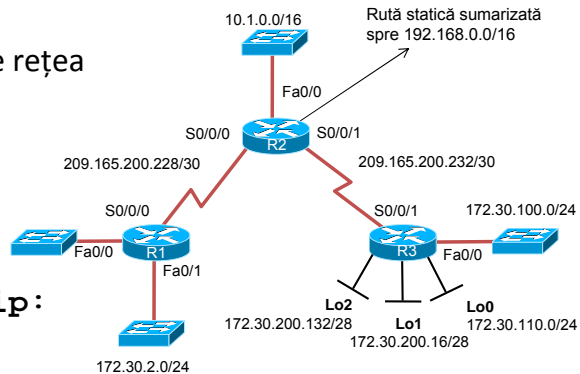 10.1.0.0/16
Rută statică sumarizată
spre 192.168.0.0/16
e rețea
Fa0/0
S0/0/0
S0/0/1
R2
209.165.200.228/30
209.165.200.232/30
S0/0/0
S0/0/1
172.30.100.0/24
R1
R3
Fa0/0
Fa0/0
Fa0/1
ip:
Lo2
Lo1
Lo0
172.30.200.132/28
172.30.110.0/24
172.30.200.16/28
172.30.2.0/24